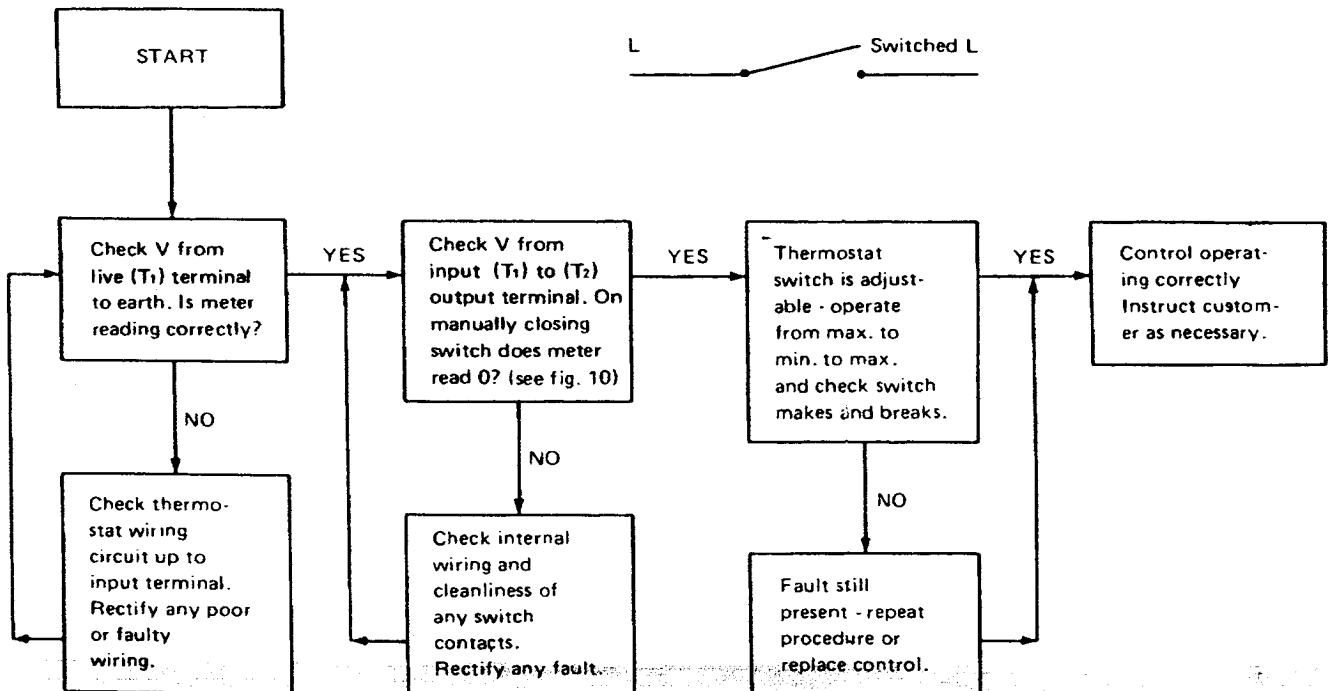 START
L
Switched L
Check V from
live (T1) terminal
to earth. Is meter
reading correctly?
YES
Check V from
input (T1) to (T2)
output terminal. On
manually closing
switch does meter
read 0? (see fig. 10)
YES
Thermostat
switch is adjust-
able - operate
from max. to
min. to max.
and check switch
makes and breaks.
YES
Control operat-
ing correctly
Instruct custom-
er as necessary.
NO
NO
NO
Check thermo-
stat wiring
circuit up to
input terminal.
Rectify any poor
or faulty
wiring.
Check internal
wiring and
cleanliness of
any switch
contacts.
Rectify any fault.
Fault still
present - repeat
procedure or
replace control.